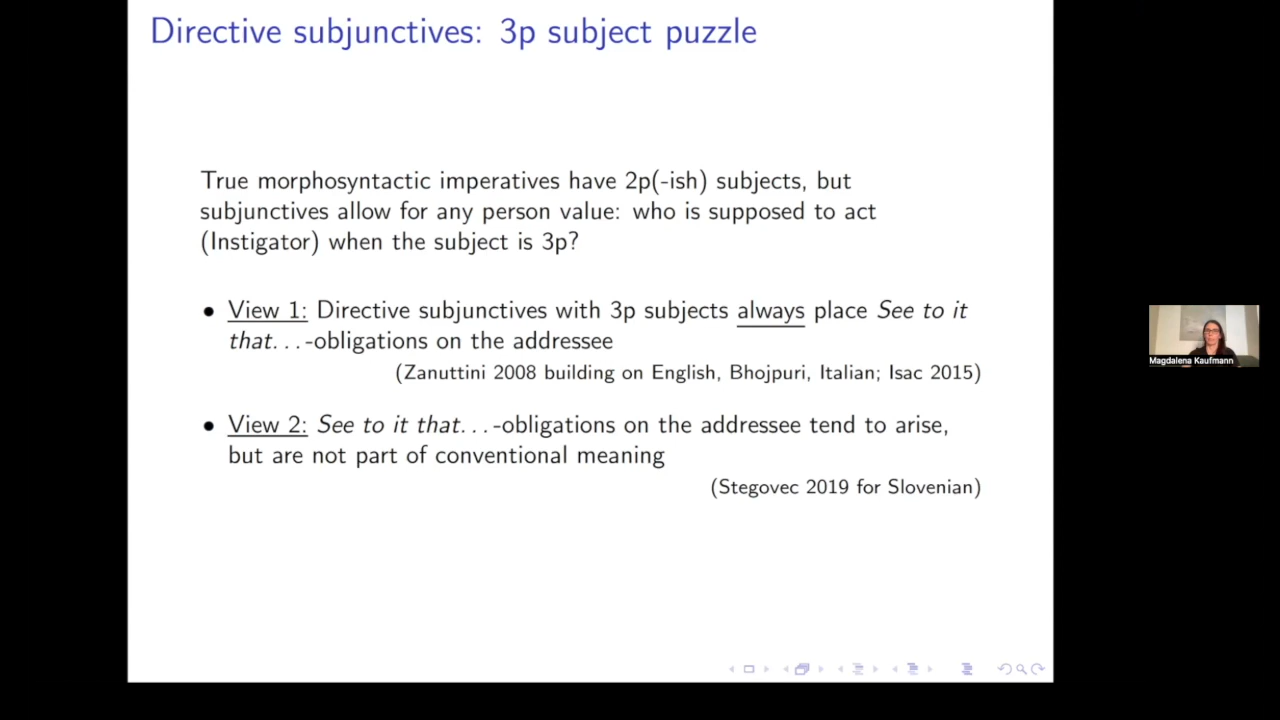 Directive subjunctives: 3p subject puzzle
True morphosyntactic imperatives have 2p(-ish) subjects, but
subjunctives allow for any person value: who is supposed to act
(Instigator) when the subject is 3p?
• View 1: Directive subjunctives with 3p subjects always place See to it
that. . . -obligations on the addressee
(Zanuttini 2008 building on English, Bhojpuri, Italian; Isac 2015)
• View 2: See to it that. . . -obligations on the addressee tend to arise,
but are not part of conventional meaning
(Stegovec 2019 for Slovenian)
Magdalena Kaufmann